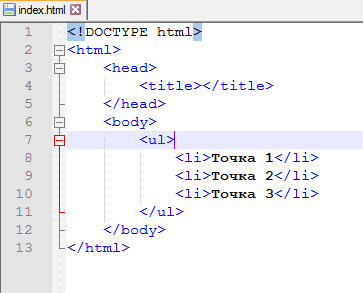 index.html
1 <!DOCTYPE html>
2 <html>
3 <head>
4 <title></title>
5 </head>
6 <body>
7 <ul>
8 <li>Точка 1</li>
9 <li>Точка 2</li>
10 <li>Точка 3</li>
11 </ul>
12 </body>
13 </html>